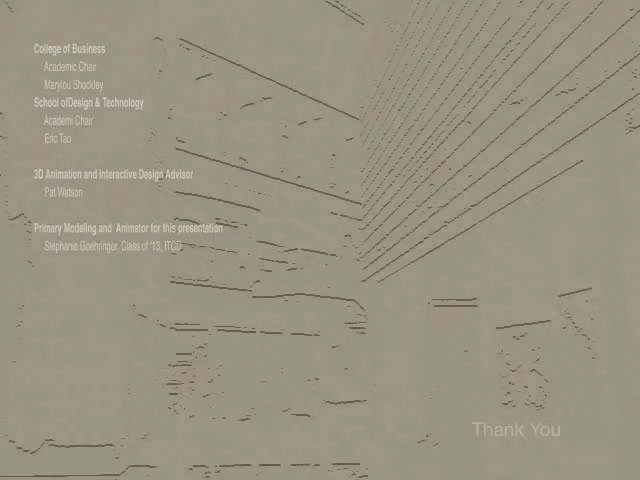 College of Business
Academic Chair
Marylou Shockley
School ofDesign & Technology
Academi Chair
Eric Tao
3D Animation and Interactive Design Advisor
Pat Watson
Primary Modeling and Animator for this presentation
Stephanie Goehringer, Class of '13, ITCD
Thank You